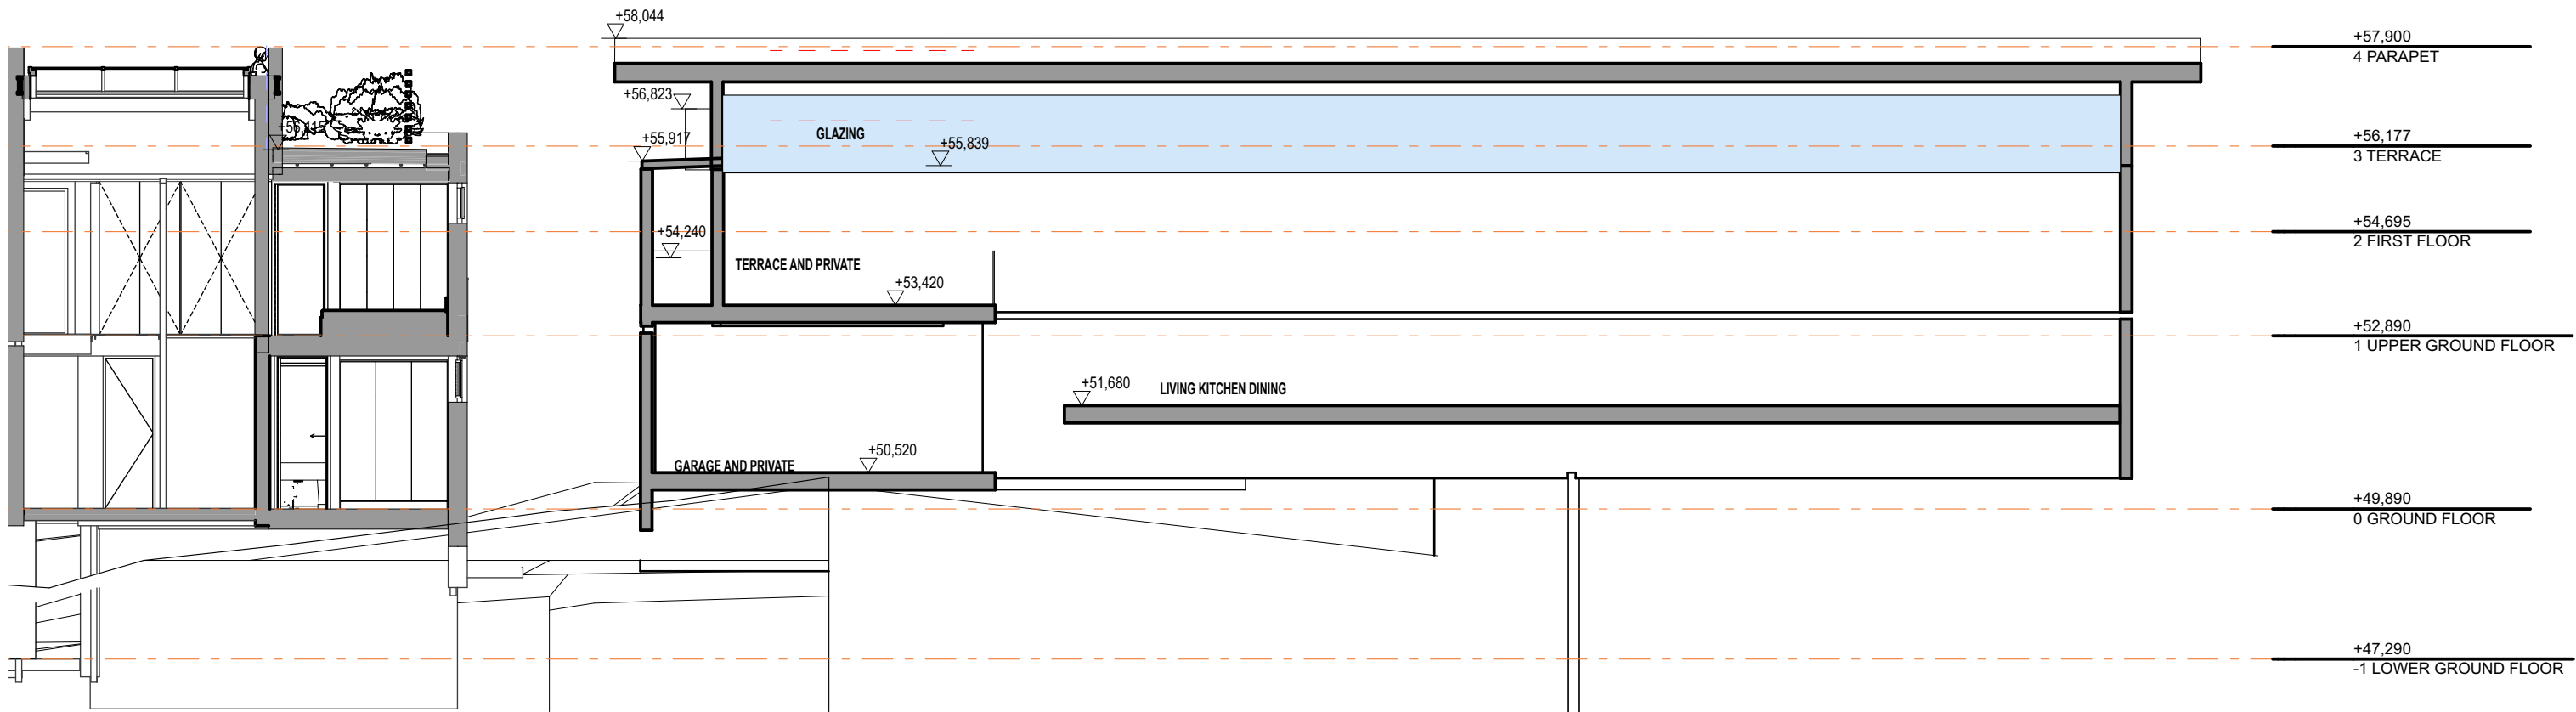 +58,044
+57,900
4 PARAPET
+56,823
+56,115
GLAZING
+55,917
+55,839
+56,177
3 TERRACE
+54,240
+54,695
2 FIRST FLOOR
TERRACE AND PRIVATE
+53,420
+52,890
1 UPPER GROUND FLOOR
+51,680
LIVING KITCHEN DINING
+50,520
GARAGE AND PRIVATE
+49,890
0 GROUND FLOOR
+47,290
-1 LOWER GROUND FLOOR